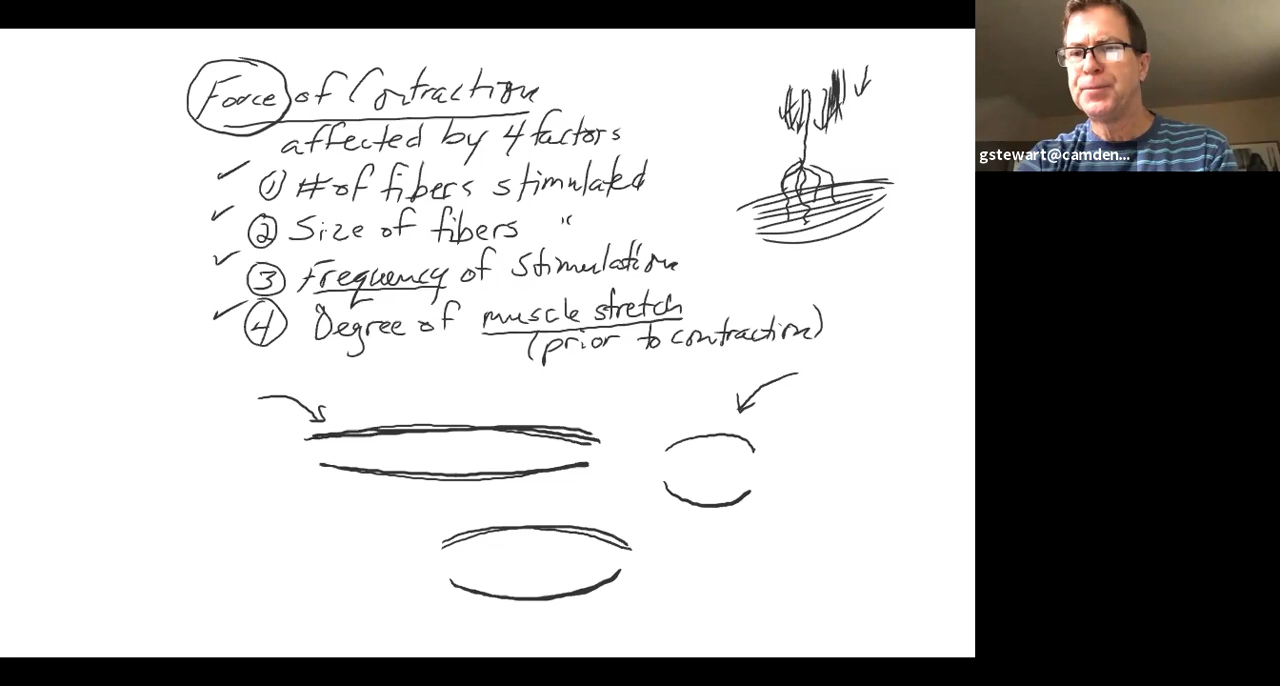 Force of Contraction
affected by 4 factors
① # of fibers stimulated
② Size of fibers "
③ Frequency of stimulation
④ Degree of muscle stretch
(prior to contraction)
gstewart@camden...